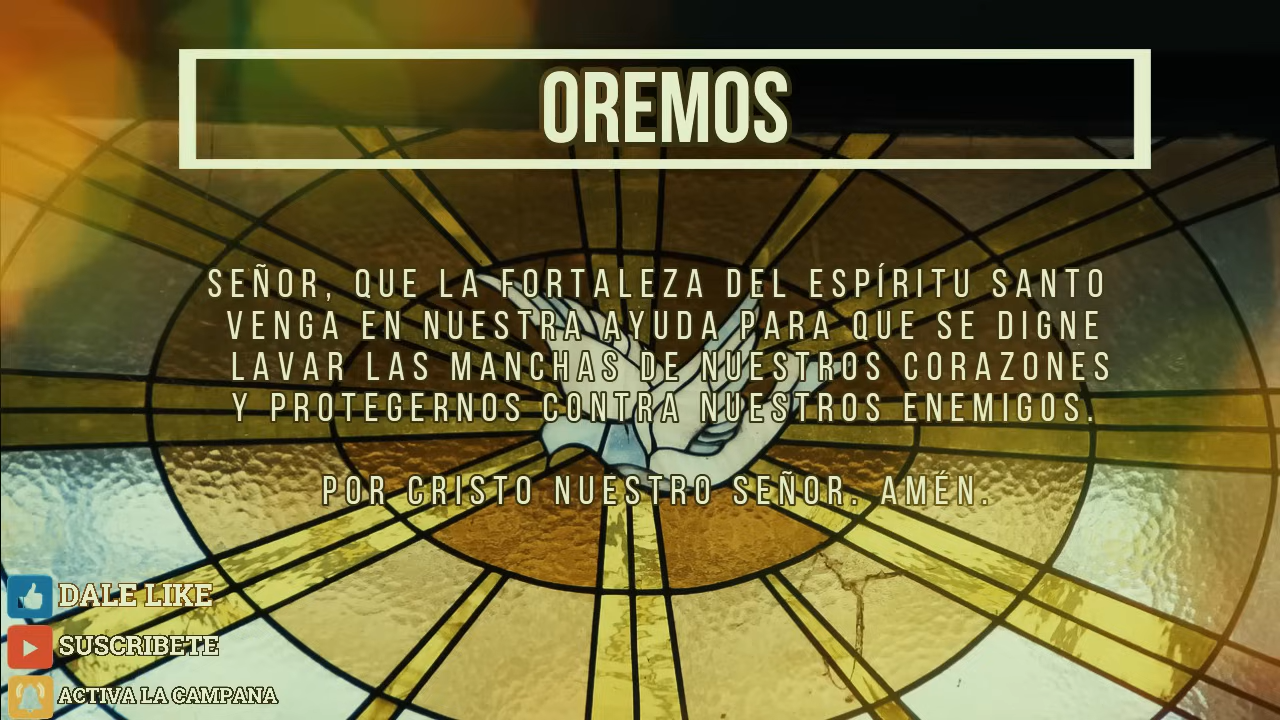 OREMOS
SEÑOR, QUE LA FORTALEZA DEL ESPÍRITU SANTO
VENGA EN NUESTRA AYUDA PARA QUE SE DIGNE
LAVAR LAS MANCHAS DE NUESTROS CORAZONES
Y PROTEGERNOS CONTRA NUESTROS ENEMIGOS.
POR CRISTO NUESTRO SEÑOR. AMÉN.
DALE LIKE
SUSCRIBETE
ACTIVA LA CAMPANA